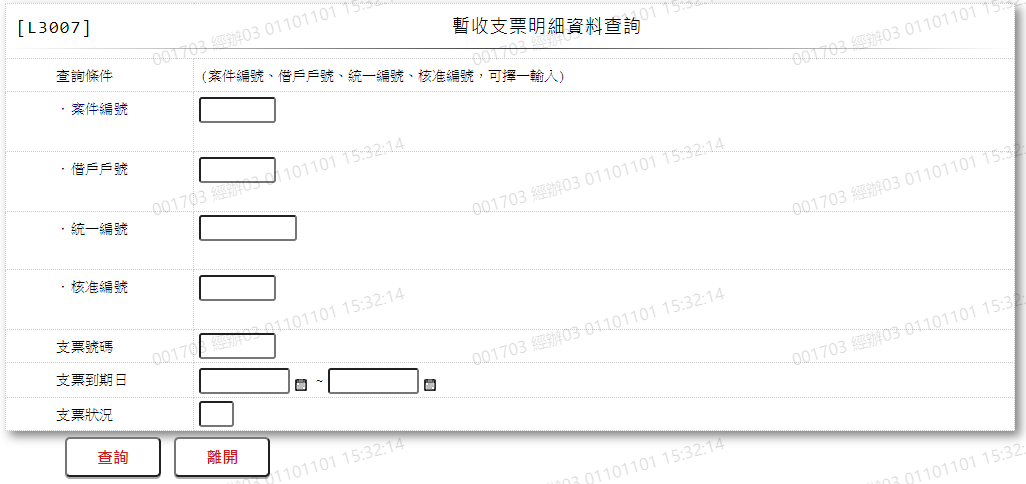 [L3007] 暫收支票明細資料查詢
查詢條件 (案件編號、借戶戶號、統一編號、核准編號，可擇一輸入)
．案件編號
．借戶戶號
．統一編號
．核准編號
支票號碼
支票到期日 ~
支票狀況
查詢 離開
001703 經辦03 01101101 15:32:14